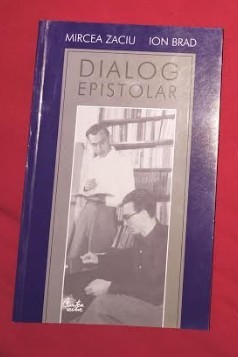 MIRCEA ZACIU ION BRAD
DIALOG
EPISTOLAR